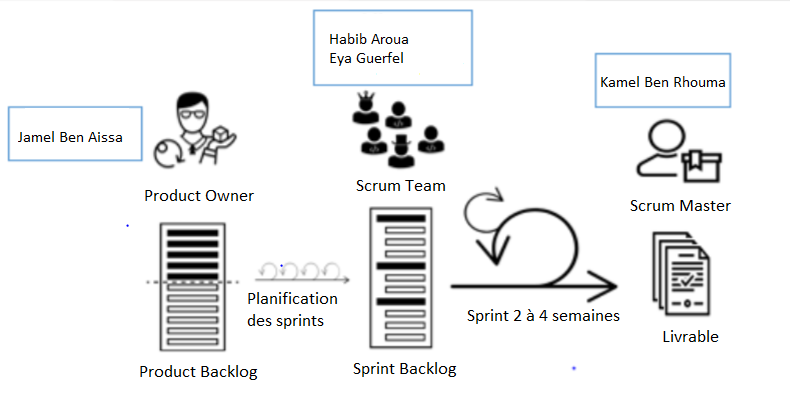 Habib Aroua
Eya Guerfel
Kamel Ben Rhouma
Jamel Ben Aissa
Product Owner
Scrum Team
Scrum Master
Planification
des sprints
Sprint 2 à 4 semaines
Livrable
Product Backlog
Sprint Backlog